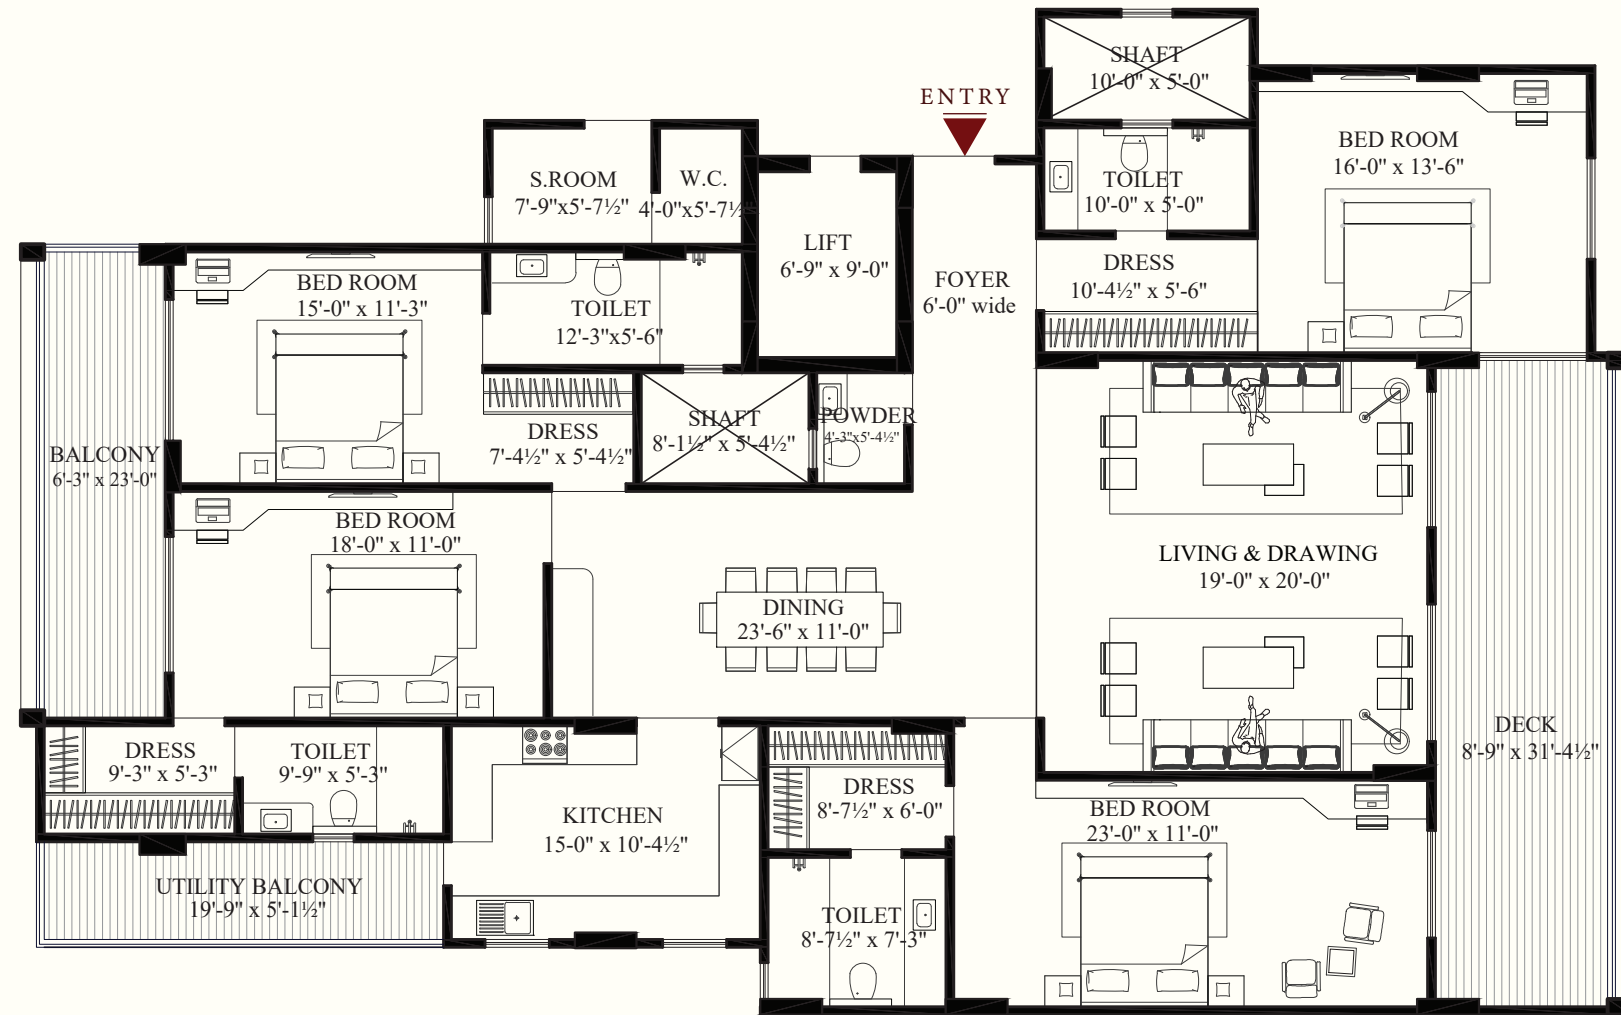 SHAFT
10'-0" x 5'-0"
ENTRY
BED ROOM
16'-0" x 13'-6"
S.ROOM
7'-9"x5'-7½"
W.C.
4'-0"x5'-7½"
TOILET
10'-0" x 5'-0"
LIFT
6'-9" x 9'-0"
FOYER
6'-0" wide
DRESS
10'-4½" x 5'-6"
BED ROOM
15'-0" x 11'-3"
TOILET
12'-3"x5'-6"
BALCONY
6'-3" x 23'-0"
DRESS
7'-4½" x 5'-4½"
SHAFT
8'-1½" x 5'-4½"
POWDER
4'-3"x5'-4½"
BED ROOM
18'-0" x 11'-0"
LIVING & DRAWING
19'-0" x 20'-0"
DINING
23'-6" x 11'-0"
DECK
8'-9" x 31'-4½"
DRESS
9'-3" x 5'-3"
TOILET
9'-9" x 5'-3"
KITCHEN
15-0" x 10'-4½"
DRESS
8'-7½" x 6'-0"
BED ROOM
23'-0" x 11'-0"
UTILITY BALCONY
19'-9" x 5'-1½"
TOILET
8'-7½" x 7'-3"